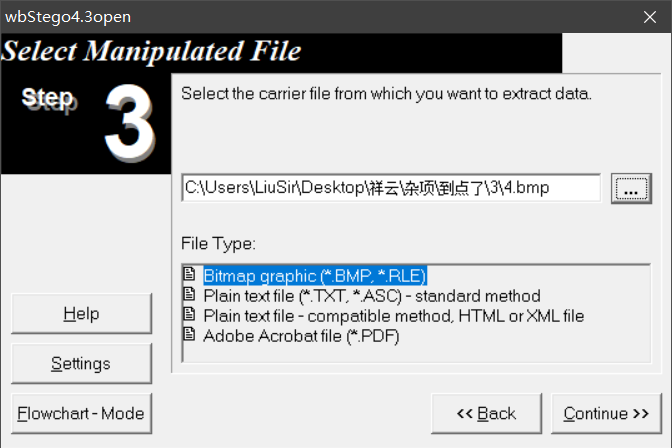 wbStego4.3open
Select Manipulated File
Step
3
Select the carrier file from which you want to extract data.
C:\Users\LiuSir\Desktop\祥云\杂项\到点了\3\4.bmp
...
File Type:
Bitmap graphic (*.BMP, *.RLE)
Plain text file (*.TXT, *.ASC) - standard method
Plain text file - compatible method, HTML or XML file
Adobe Acrobat file (*.PDF)
Help
Settings
Flowchart - Mode
<< Back
Continue >>